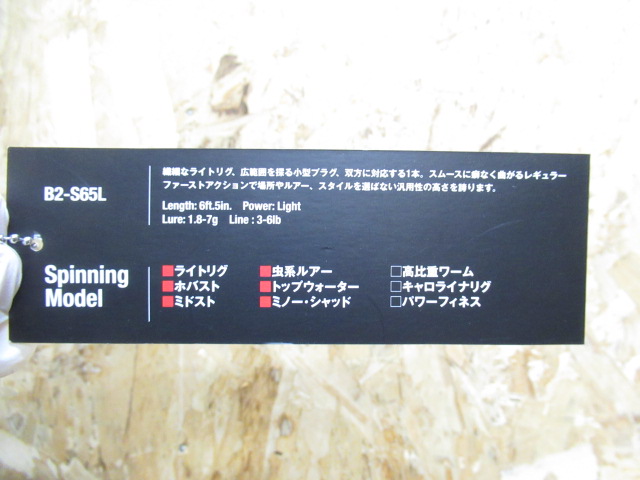 B2-S65L
繊細なライトリグ、広範囲を探る小型プラグ、双方に対応する1本。スムースに癖なく曲がるレギュラー
ファーストアクションで場所やルアー、スタイルを選ばない汎用性の高さを誇ります。
Length: 6ft.5in. Power: Light
Lure: 1.8-7g Line : 3-6lb
Spinning
Model
■ライトリグ ■虫系ルアー □高比重ワーム
■ホバスト ■トップウォーター □キャロライナリグ
■ミドスト ■ミノー・シャッド □パワーフィネス